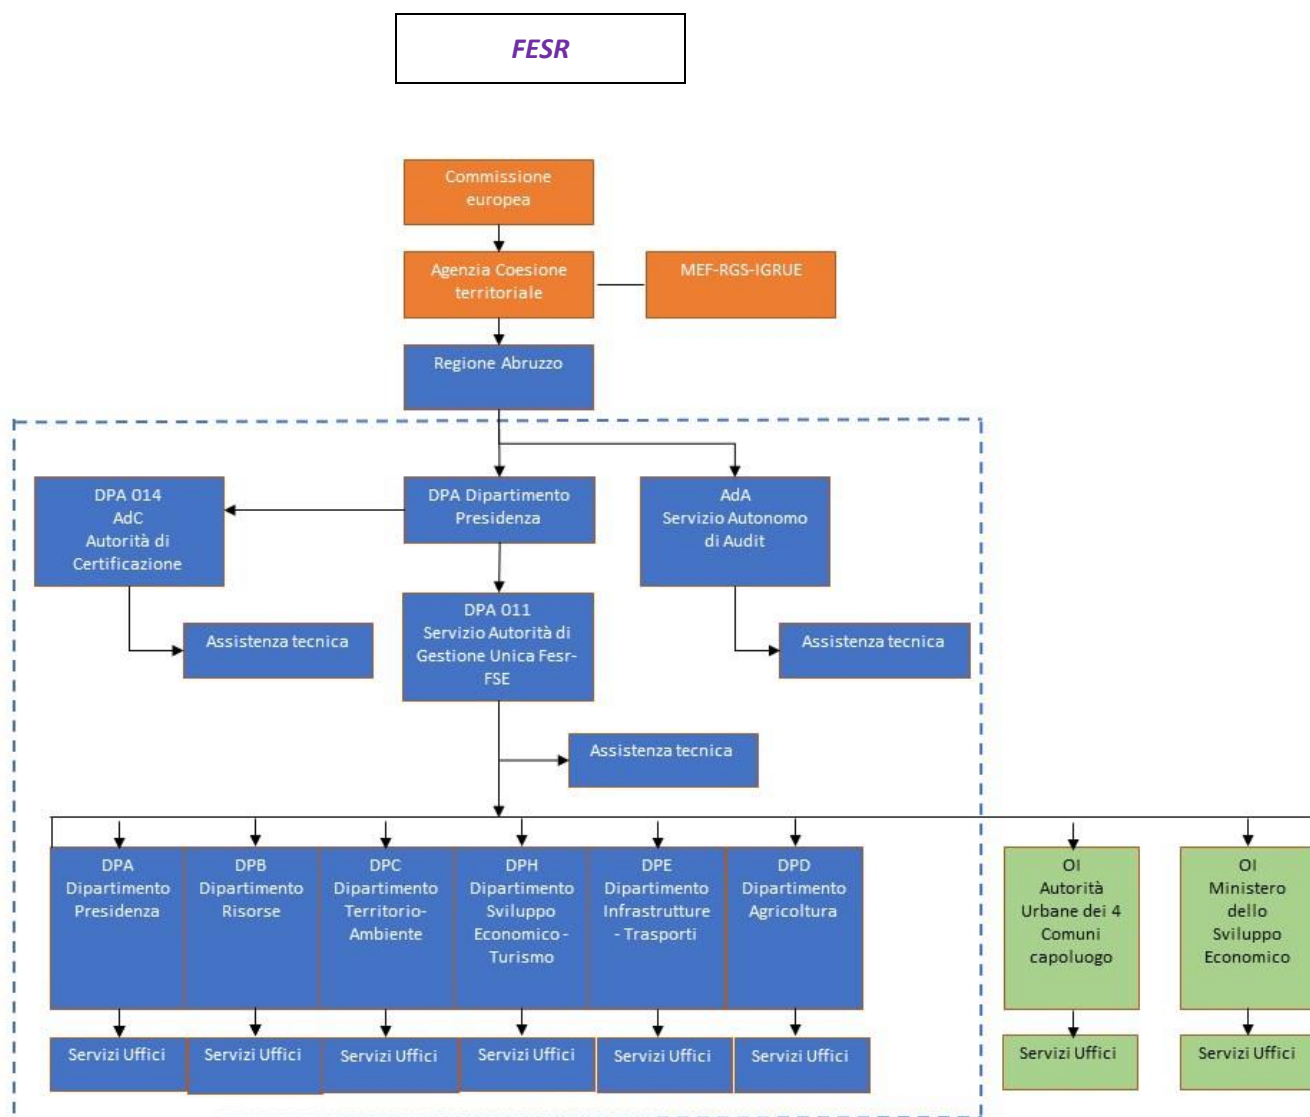 FESR
Commissione
europea
Agenzia Coesione
territoriale
MEF-RGS-IGRUE
Regione Abruzzo
DPA 014
AdC
Autorità di
Certificazione
DPA Dipartimento
Presidenza
AdA
Servizio Autonomo
di Audit
Assistenza tecnica
DPA 011
Servizio Autorità di
Gestione Unica Fesr-
FSE
Assistenza tecnica
Assistenza tecnica
DPA
Dipartimento
Presidenza
DPB
Dipartimento
Risorse
DPC
Dipartimento
Territorio-
Ambiente
DPH
Dipartimento
Sviluppo
Economico -
Turismo
DPE
Dipartimento
Infrastrutture
- Trasporti
DPD
Dipartimento
Agricoltura
OI
Autorità
Urbane dei 4
Comuni
capoluogo
OI
Ministero
dello
Sviluppo
Economico
Servizi Uffici
Servizi Uffici
Servizi Uffici
Servizi Uffici
Servizi Uffici
Servizi Uffici
Servizi Uffici
Servizi Uffici